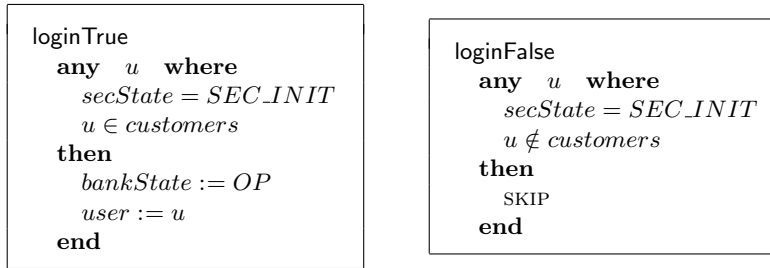 loginTrue
any u where
secState = SEC_INIT
u ∈ customers
then
bankState := OP
user := u
end
loginFalse
any u where
secState = SEC_INIT
u ∉ customers
then
SKIP
end